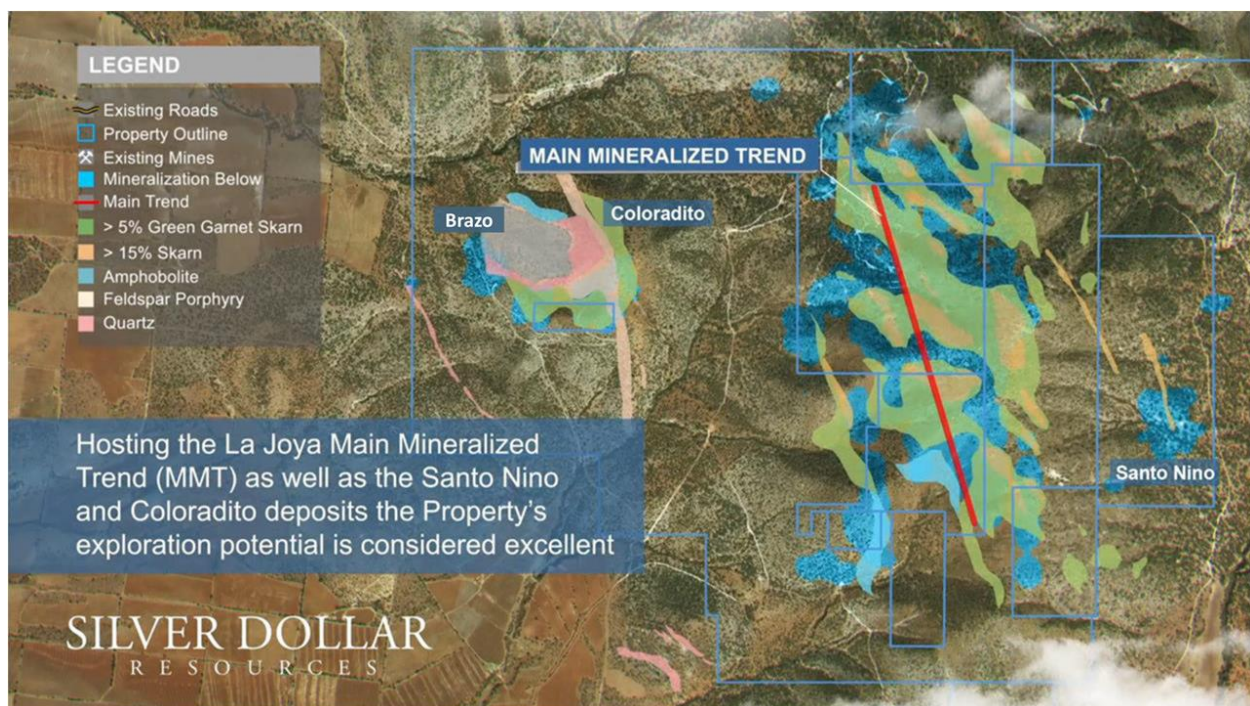 LEGEND
Existing Roads
Property Outline
Existing Mines
Mineralization Below
Main Trend
> 5% Green Garnet Skarn
> 15% Skarn
Amphobolite
Feldspar Porphyry
Quartz
MAIN MINERALIZED TREND
Brazo
Coloradito
Santo Nino
Hosting the La Joya Main Mineralized
Trend (MMT) as well as the Santo Nino
and Coloradito deposits the Property's
exploration potential is considered excellent
SILVER DOLLAR
RESOURCES